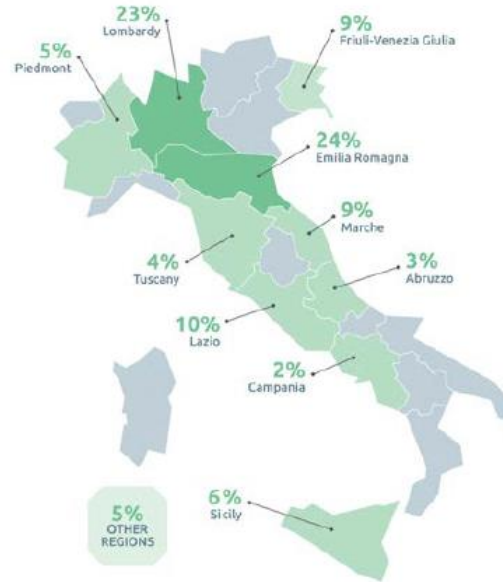 23%
Lombardy
9%
Friuli-Venezia Giulia
5%
Piedmont
24%
Emilia Romagna
9%
Marche
4%
Tuscany
3%
Abruzzo
10%
Lazio
2%
Campania
6%
Sicily
5%
OTHER
REGIONS